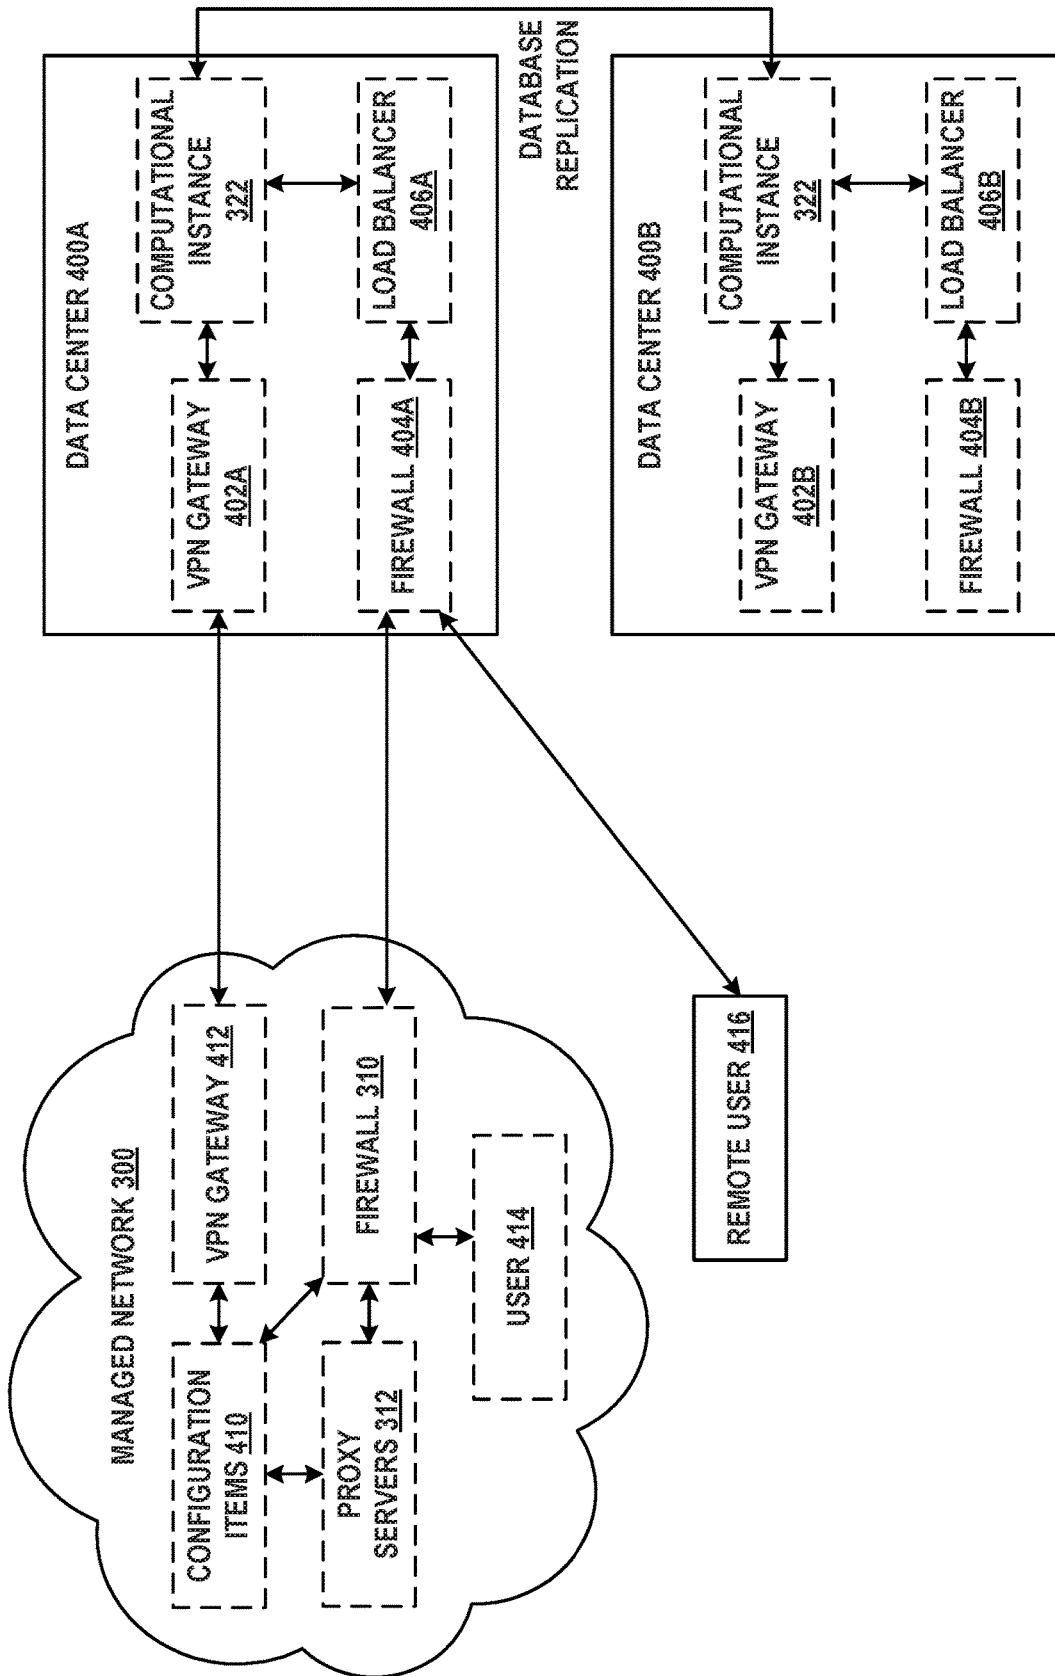 MANAGED NETWORK 300
CONFIGURATION
ITEMS 410
VPN GATEWAY 412
PROXY
SERVERS 312
FIREWALL 310
USER 414
REMOTE USER 416
DATA CENTER 400A
VPN GATEWAY
402A
COMPUTATIONAL
INSTANCE
322
FIREWALL 404A
LOAD BALANCER
406A
DATABASE
REPLICATION
DATA CENTER 400B
VPN GATEWAY
402B
COMPUTATIONAL
INSTANCE
322
FIREWALL 404B
LOAD BALANCER
406B